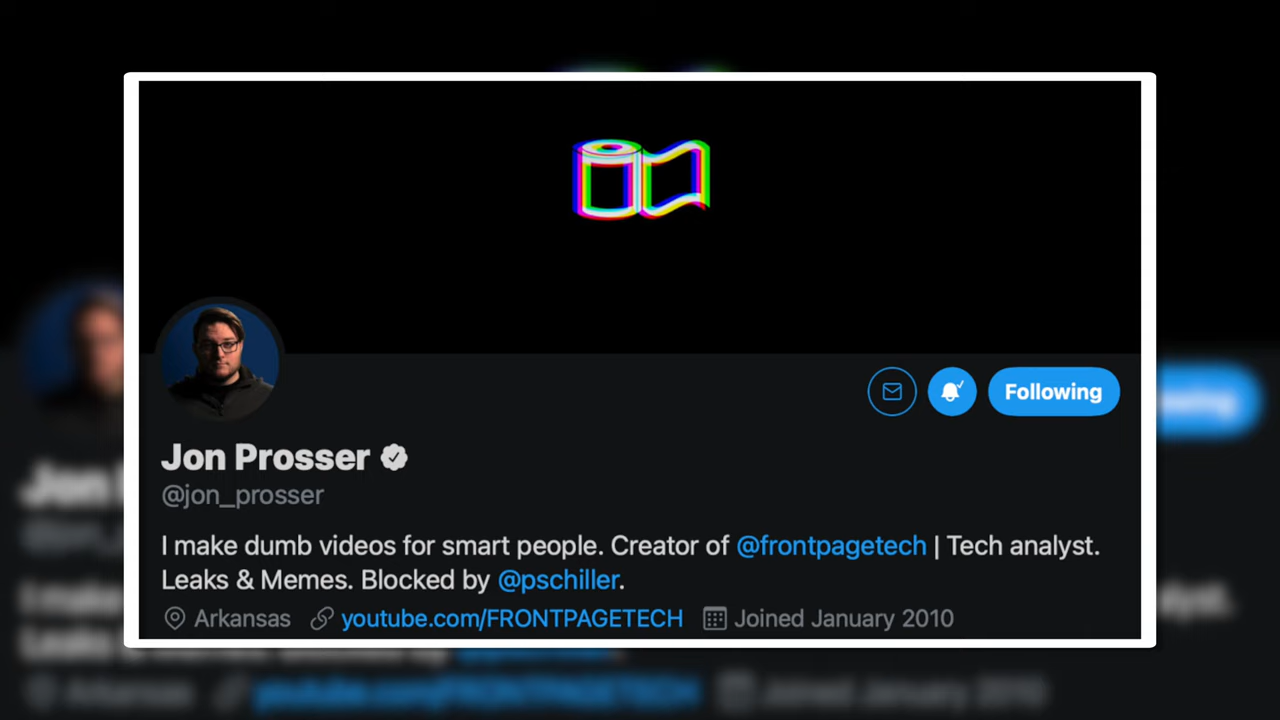 Following
Jon Prosser
@jon_prosser
I make dumb videos for smart people. Creator of @frontpagetech | Tech analyst.
Leaks & Memes. Blocked by @pschiller.
Arkansas youtube.com/FRONTPAGETECH Joined January 2010